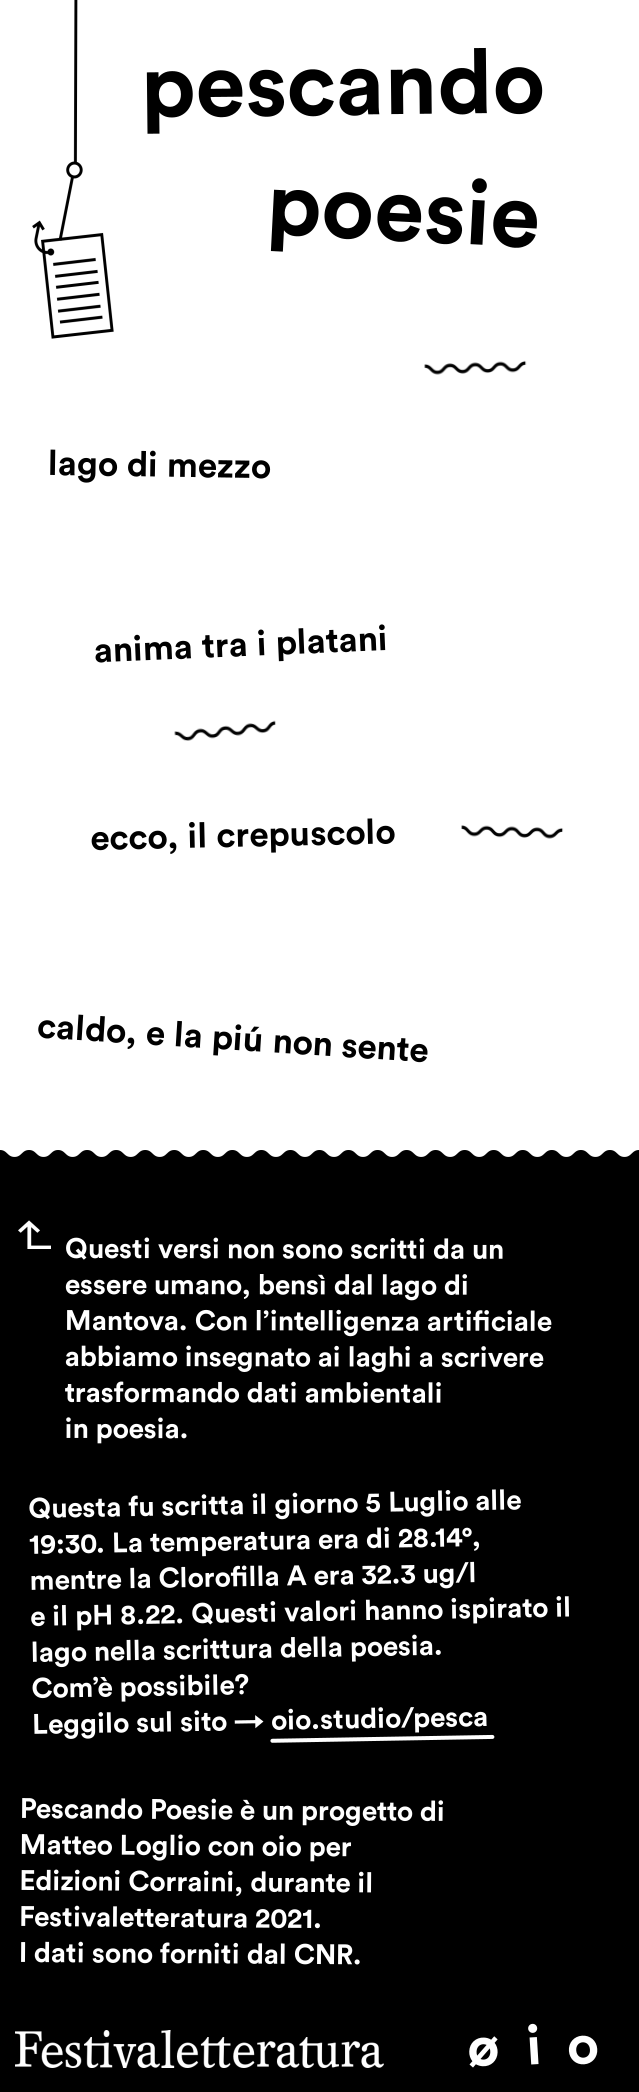 pescando
poesie
lago di mezzo
anima tra i platani
ecco, il crepuscolo
caldo, e la piú non sente
Questi versi non sono scritti da un
essere umano, bensì dal lago di
Mantova. Con l’intelligenza artificiale
abbiamo insegnato ai laghi a scrivere
trasformando dati ambientali
in poesia.
Questa fu scritta il giorno 5 Luglio alle
19:30. La temperatura era di 28.14°,
mentre la Clorofilla A era 32.3 ug/l
e il pH 8.22. Questi valori hanno ispirato il
lago nella scrittura della poesia.
Com’è possibile?
Leggilo sul sito → oio.studio/pesca
Pescando Poesie è un progetto di
Matteo Loglio con oio per
Edizioni Corraini, durante il
Festivaletteratura 2021.
I dati sono forniti dal CNR.
Festivaletteratura ø i o